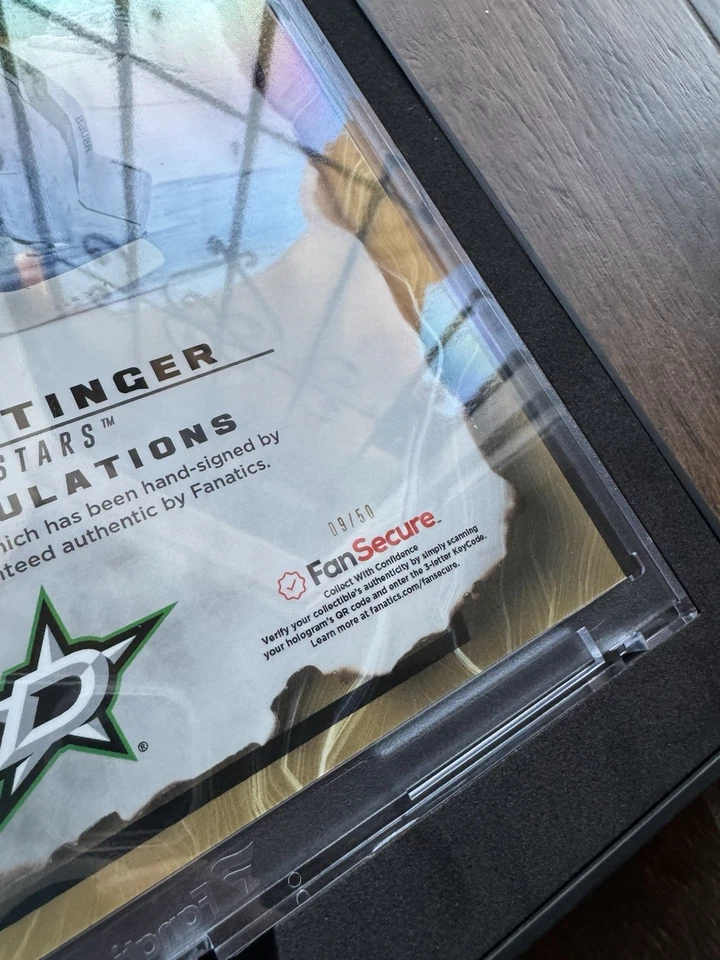 BAUER
TINGER
STARS™
ULATIONS
hich has been hand-signed by
nteed authentic by Fanatics.
09/50
FanSecure™
Collect With Confidence
Verify your collectible's authenticity by simply scanning
your hologram's QR code and enter the 3-letter KeyCode.
Learn more at fanatics.com/fansecure.
D
®